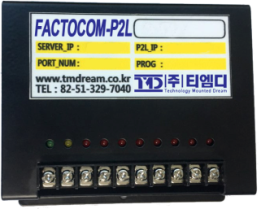 FACTOCOM-P2L
SERVER_IP : P2L_IP :
PORT_NUM : PROG :
www.tmdream.co.kr
TEL : 82-51-329-7040
TMD (주)티엠디
Technology Mounted Dream